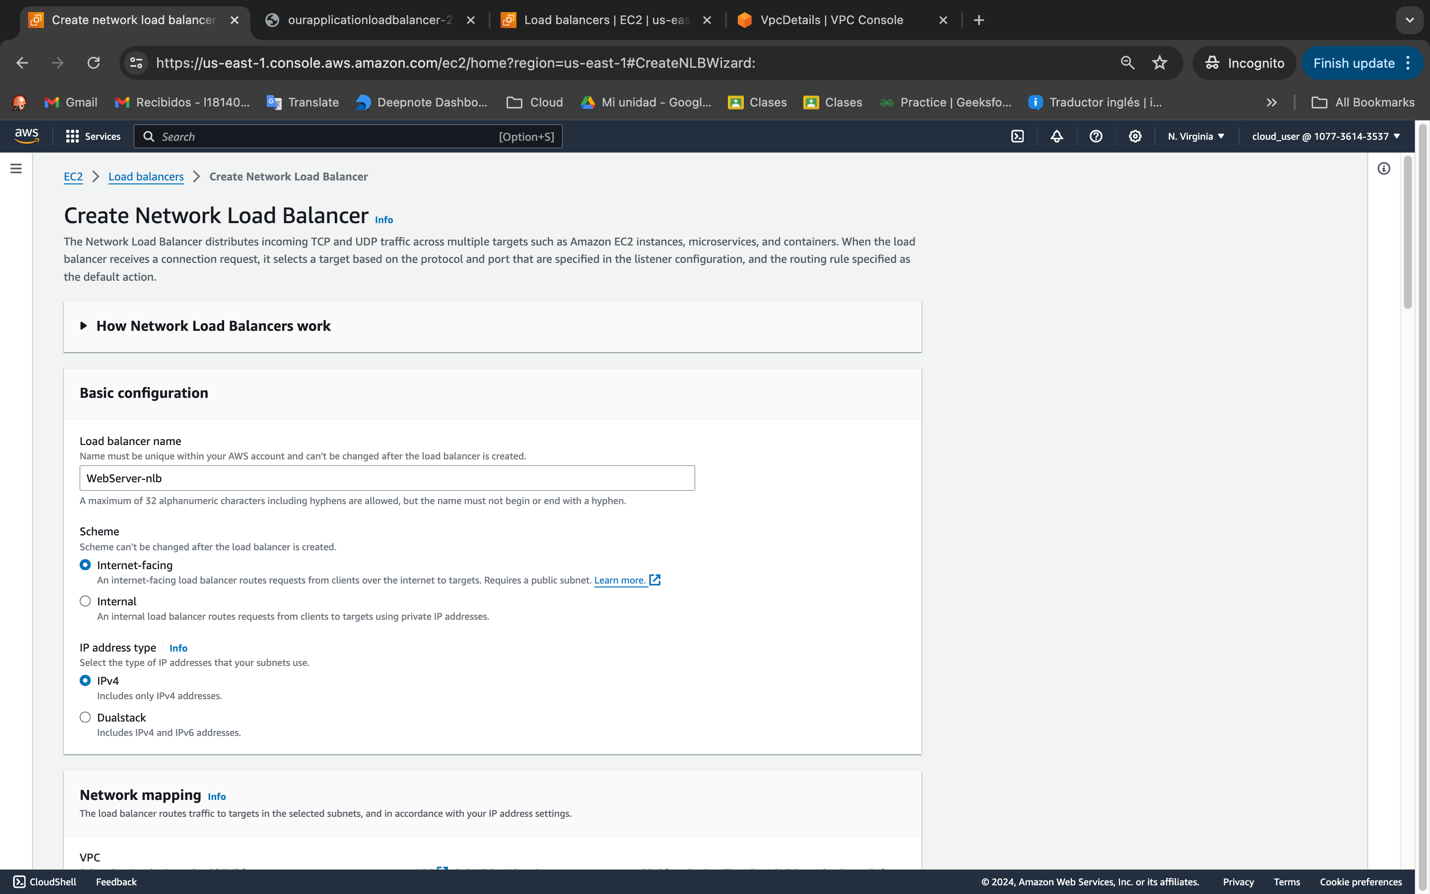 Create network load balancer
ourapplicationloadbalancer-2
Load balancers | EC2 | us-eas
VpcDetails | VPC Console
https://us-east-1.console.aws.amazon.com/ec2/home?region=us-east-1#CreateNLBWizard:
Incognito
Finish update
Gmail
Recibidos - l18140...
Translate
Deepnote Dashbo...
Cloud
Mi unidad - Googl...
Clases
Clases
Practice | Geeksfo...
Traductor inglés | i...
All Bookmarks
aws
Services
Search
[Option+S]
N. Virginia
cloud_user @ 1077-3614-3537
EC2 > Load balancers > Create Network Load Balancer
Create Network Load Balancer Info
The Network Load Balancer distributes incoming TCP and UDP traffic across multiple targets such as Amazon EC2 instances, microservices, and containers. When the load
balancer receives a connection request, it selects a target based on the protocol and port that are specified in the listener configuration, and the routing rule specified as
the default action.
How Network Load Balancers work
Basic configuration
Load balancer name
Name must be unique within your AWS account and can't be changed after the load balancer is created.
WebServer-nlb
A maximum of 32 alphanumeric characters including hyphens are allowed, but the name must not begin or end with a hyphen.
Scheme
Scheme can't be changed after the load balancer is created.
Internet-facing
An internet-facing load balancer routes requests from clients over the internet to targets. Requires a public subnet. Learn more.
Internal
An internal load balancer routes requests from clients to targets using private IP addresses.
IP address type Info
Select the type of IP addresses that your subnets use.
IPv4
Includes only IPv4 addresses.
Dualstack
Includes IPv4 and IPv6 addresses.
Network mapping Info
The load balancer routes traffic to targets in the selected subnets, and in accordance with your IP address settings.
VPC
CloudShell
Feedback
© 2024, Amazon Web Services, Inc. or its affiliates.
Privacy
Terms
Cookie preferences